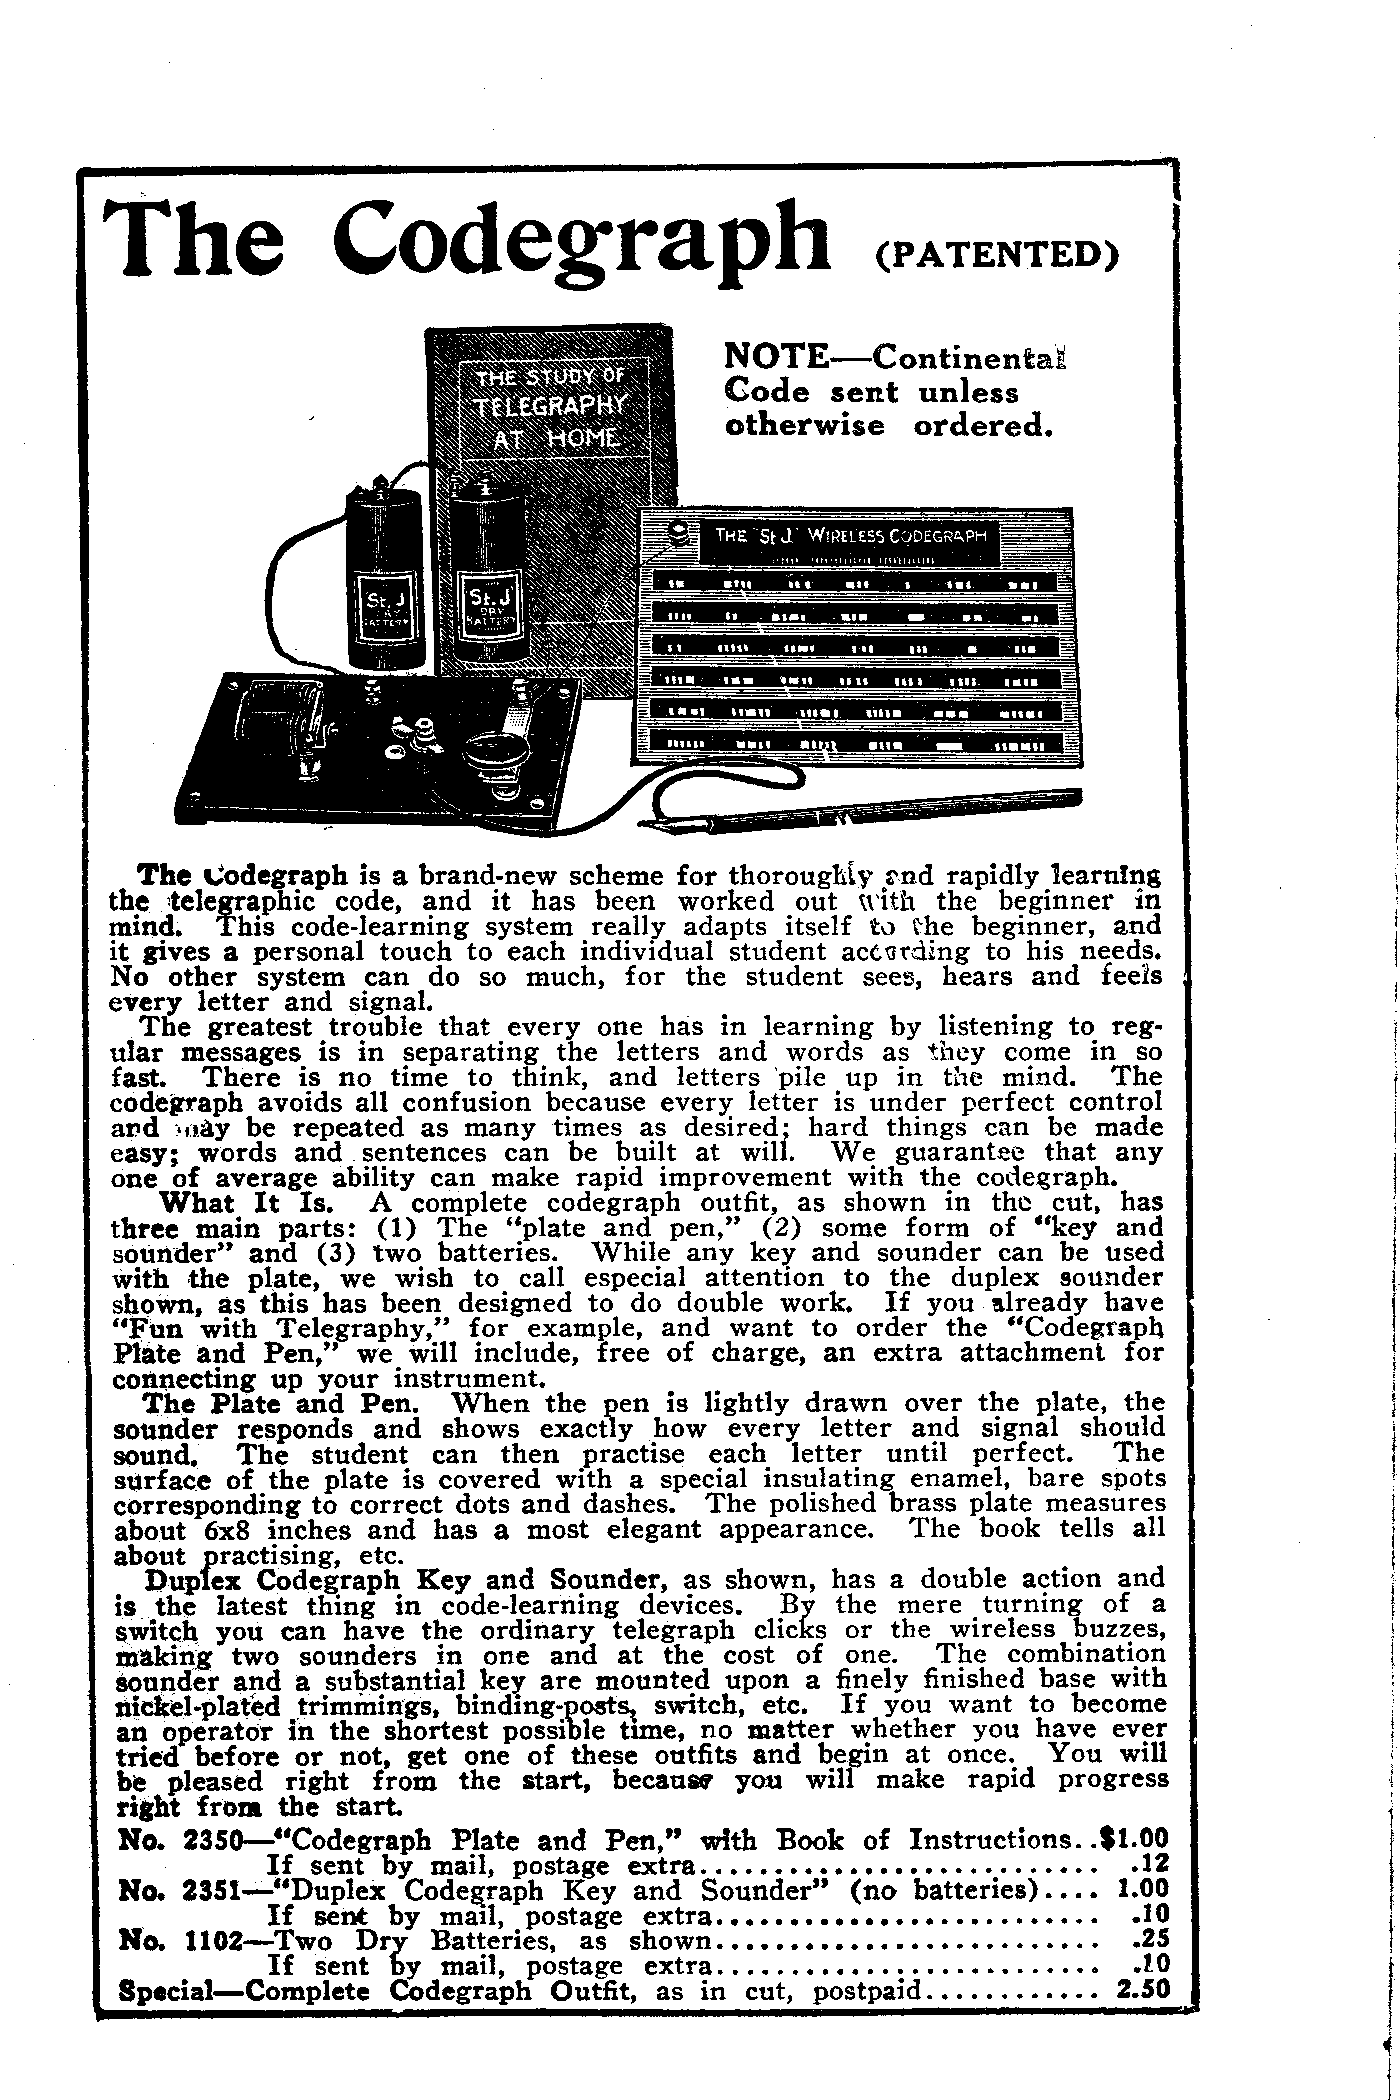 The Codegraph (PATENTED)
NOTE—Continental
Code sent unless
otherwise ordered.
THE STUDY OF
TELEGRAPHY
AT HOME
St. J
DRY
BATTERY
St. J
DRY
BATTERY
THE "St. J." WIRELESS CODEGRAPH
The Codegraph is a brand-new scheme for thoroughly and rapidly learning
the telegraphic code, and it has been worked out with the beginner in
mind. This code-learning system really adapts itself to the beginner, and
it gives a personal touch to each individual student according to his needs.
No other system can do so much, for the student sees, hears and feels
every letter and signal.
The greatest trouble that every one has in learning by listening to reg-
ular messages is in separating the letters and words as they come in so
fast. There is no time to think, and letters pile up in the mind. The
codegraph avoids all confusion because every letter is under perfect control
and may be repeated as many times as desired; hard things can be made
easy; words and sentences can be built at will. We guarantee that any
one of average ability can make rapid improvement with the codegraph.
What It Is. A complete codegraph outfit, as shown in the cut, has
three main parts: (1) The "plate and pen," (2) some form of "key and
sounder" and (3) two batteries. While any key and sounder can be used
with the plate, we wish to call especial attention to the duplex sounder
shown, as this has been designed to do double work. If you already have
"Fun with Telegraphy," for example, and want to order the "Codegraph
Plate and Pen," we will include, free of charge, an extra attachment for
connecting up your instrument.
The Plate and Pen. When the pen is lightly drawn over the plate, the
sounder responds and shows exactly how every letter and signal should
sound. The student can then practise each letter until perfect. The
surface of the plate is covered with a special insulating enamel, bare spots
corresponding to correct dots and dashes. The polished brass plate measures
about 6x8 inches and has a most elegant appearance. The book tells all
about practising, etc.
Duplex Codegraph Key and Sounder, as shown, has a double action and
is the latest thing in code-learning devices. By the mere turning of a
switch you can have the ordinary telegraph clicks or the wireless buzzes,
making two sounders in one and at the cost of one. The combination
sounder and a substantial key are mounted upon a finely finished base with
nickel-plated trimmings, binding-posts, switch, etc. If you want to become
an operator in the shortest possible time, no matter whether you have ever
tried before or not, get one of these outfits and begin at once. You will
be pleased right from the start, because you will make rapid progress
right from the start.
No. 2350—"Codegraph Plate and Pen," with Book of Instructions..$1.00
If sent by mail, postage extra........................... .12
No. 2351—"Duplex Codegraph Key and Sounder" (no batteries).... 1.00
If sent by mail, postage extra.......................... .10
No. 1102—Two Dry Batteries, as shown.......................... .25
If sent by mail, postage extra.......................... .10
Special—Complete Codegraph Outfit, as in cut, postpaid............ 2.50